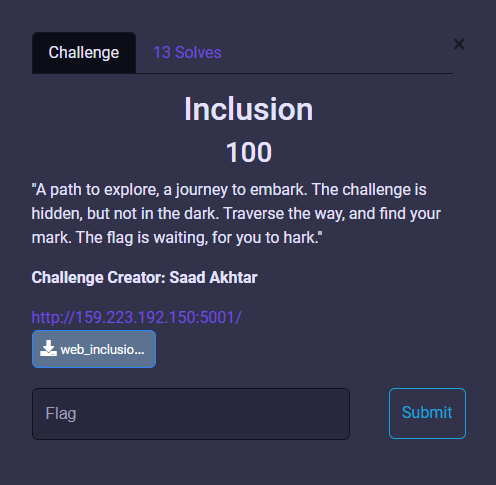 Challenge
13 Solves
×
Inclusion
100
"A path to explore, a journey to embark. The challenge is
hidden, but not in the dark. Traverse the way, and find your
mark. The flag is waiting, for you to hark."
Challenge Creator: Saad Akhtar
http://159.223.192.150:5001/
web_inclusio...
Flag
Submit